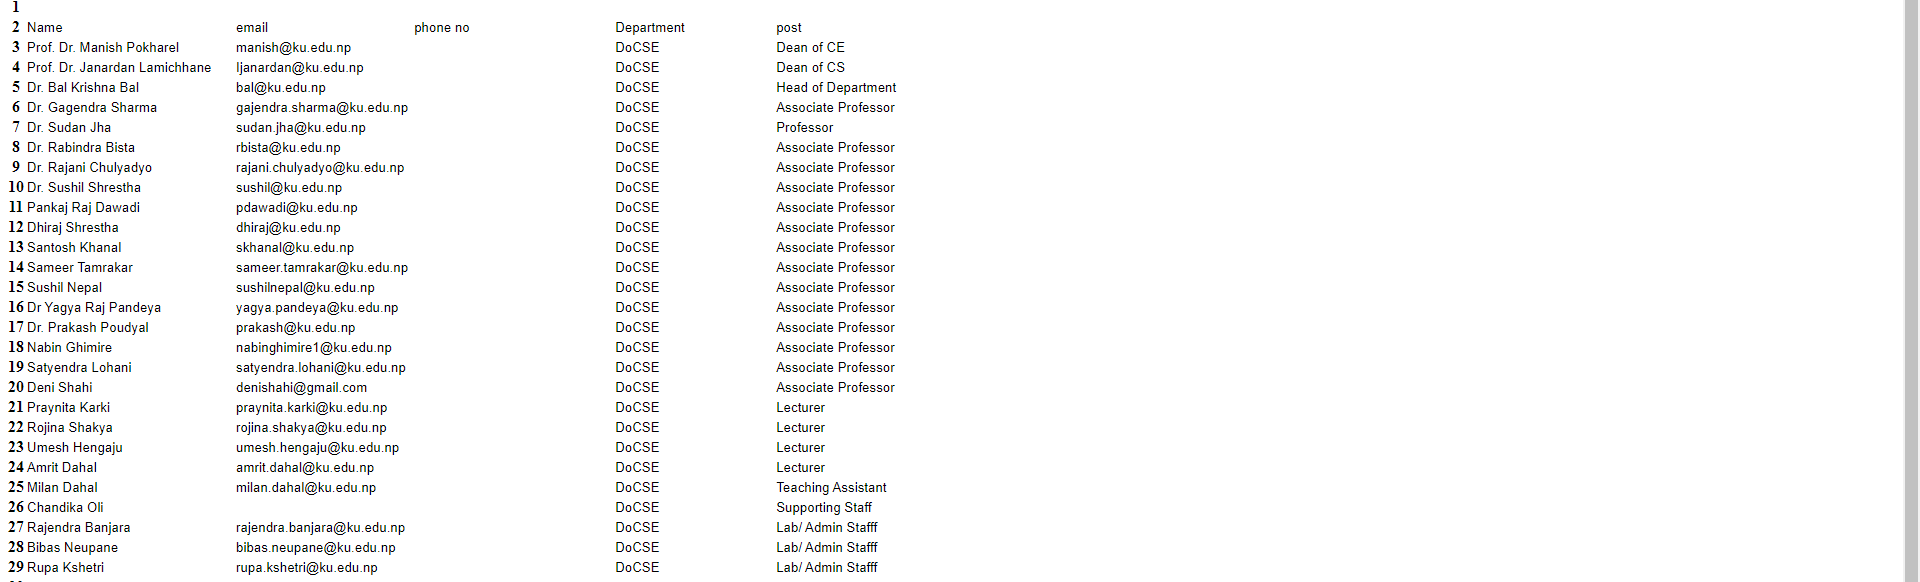 1
2 Name email phone no Department post
3 Prof. Dr. Manish Pokharel manish@ku.edu.np DoCSE Dean of CE
4 Prof. Dr. Janardan Lamichhane ljanardan@ku.edu.np DoCSE Dean of CS
5 Dr. Bal Krishna Bal bal@ku.edu.np DoCSE Head of Department
6 Dr. Gagendra Sharma gajendra.sharma@ku.edu.np DoCSE Associate Professor
7 Dr. Sudan Jha sudan.jha@ku.edu.np DoCSE Professor
8 Dr. Rabindra Bista rbista@ku.edu.np DoCSE Associate Professor
9 Dr. Rajani Chulyadyo rajani.chulyadyo@ku.edu.np DoCSE Associate Professor
10 Dr. Sushil Shrestha sushil@ku.edu.np DoCSE Associate Professor
11 Pankaj Raj Dawadi pdawadi@ku.edu.np DoCSE Associate Professor
12 Dhiraj Shrestha dhiraj@ku.edu.np DoCSE Associate Professor
13 Santosh Khanal skhanal@ku.edu.np DoCSE Associate Professor
14 Sameer Tamrakar sameer.tamrakar@ku.edu.np DoCSE Associate Professor
15 Sushil Nepal sushilnepal@ku.edu.np DoCSE Associate Professor
16 Dr Yagya Raj Pandeya yagya.pandeya@ku.edu.np DoCSE Associate Professor
17 Dr. Prakash Poudyal prakash@ku.edu.np DoCSE Associate Professor
18 Nabin Ghimire nabinghimire1@ku.edu.np DoCSE Associate Professor
19 Satyendra Lohani satyendra.lohani@ku.edu.np DoCSE Associate Professor
20 Deni Shahi denishahi@gmail.com DoCSE Associate Professor
21 Praynita Karki praynita.karki@ku.edu.np DoCSE Lecturer
22 Rojina Shakya rojina.shakya@ku.edu.np DoCSE Lecturer
23 Umesh Hengaju umesh.hengaju@ku.edu.np DoCSE Lecturer
24 Amrit Dahal amrit.dahal@ku.edu.np DoCSE Lecturer
25 Milan Dahal milan.dahal@ku.edu.np DoCSE Teaching Assistant
26 Chandika Oli DoCSE Supporting Staff
27 Rajendra Banjara rajendra.banjara@ku.edu.np DoCSE Lab/ Admin Stafff
28 Bibas Neupane bibas.neupane@ku.edu.np DoCSE Lab/ Admin Stafff
29 Rupa Kshetri rupa.kshetri@ku.edu.np DoCSE Lab/ Admin Stafff